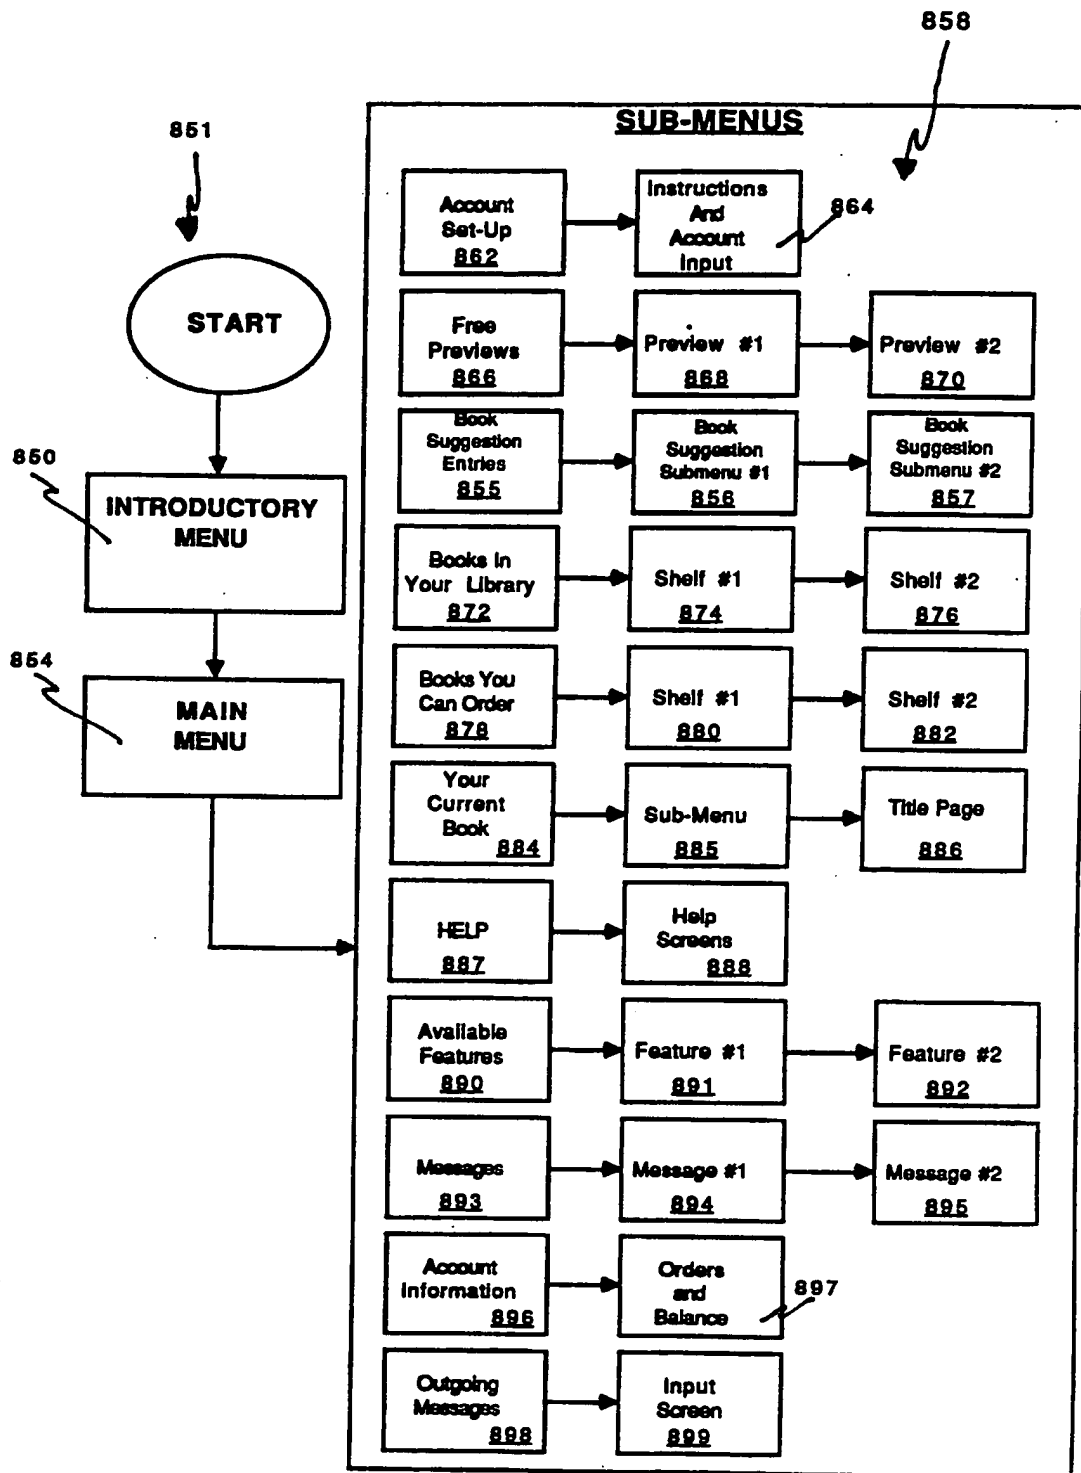 858
851
SUB-MENUS
START
850
INTRODUCTORY
MENU
854
MAIN
MENU
Account
Set-Up
862
Instructions
And
Account
Input
864
Free
Previews
866
Preview #1
868
Preview #2
870
Book
Suggestion
Entries
855
Book
Suggestion
Submenu #1
856
Book
Suggestion
Submenu #2
857
Books In
Your Library
872
Shelf #1
874
Shelf #2
876
Books You
Can Order
878
Shelf #1
880
Shelf #2
882
Your
Current
Book
884
Sub-Menu
885
Title Page
886
HELP
887
Help
Screens
888
Available
Features
890
Feature #1
891
Feature #2
892
Messages
893
Message #1
894
Message #2
895
Account
Information
896
Orders
and
Balance
897
Outgoing
Messages
898
Input
Screen
899